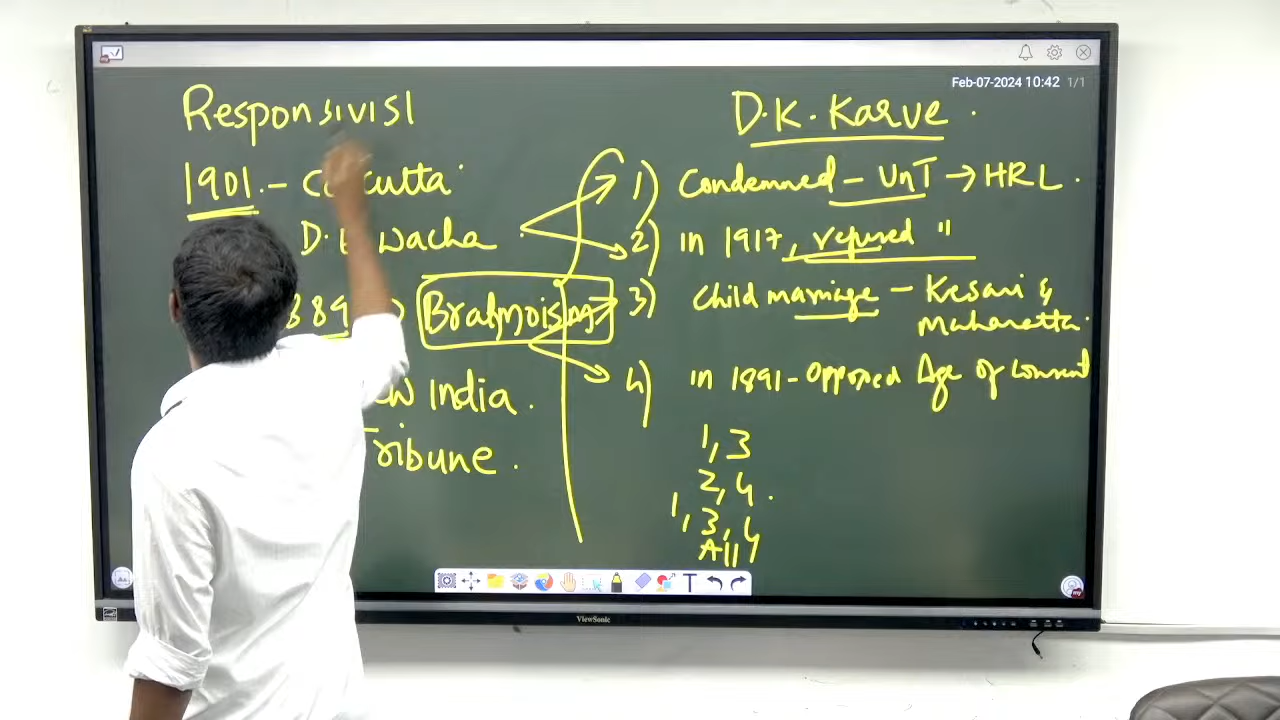 Feb-07-2024 10:42 1/1
Responsivisl
1901.-
D. Wacha
Brahmoism
India.
Tribune.
D.K. Karve.
1) Condemned - UnT → HRL.
2) in 1917, refused "
3) Child marriage - Kesari &
Maharatta.
4) in 1891 - Opposed Age of consent
1, 3
2, 4.
1, 3, 4
All 4
ViewSonic